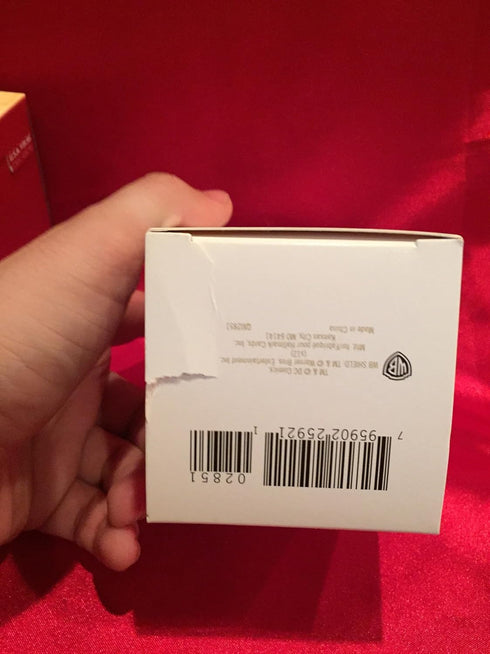 TM & © DC Comics.
WB SHIELD: TM & © Warner Bros. Entertainment Inc.
(s12)
Mfd. for/Fabriqué pour Hallmark Cards, Inc.
Kansas City, MO 64141
Made in China
WB
7 95902 25921 1
02851